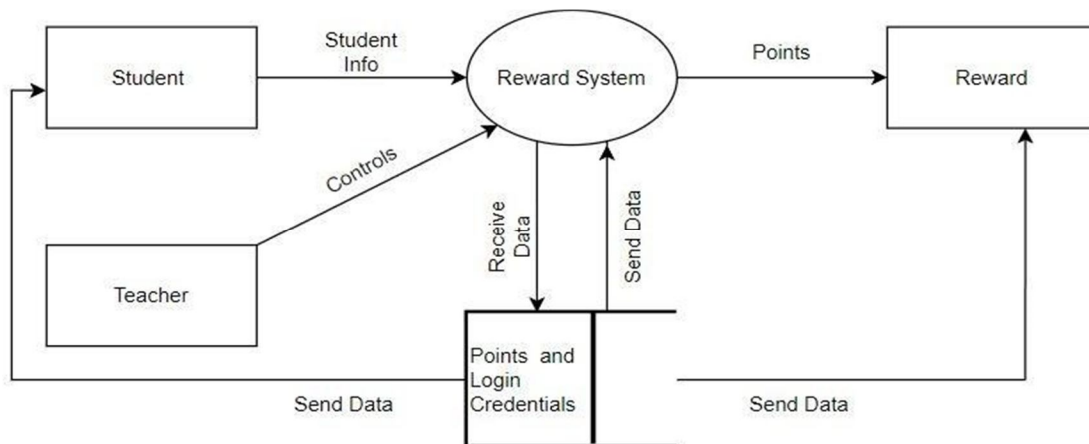 Student
Info
Points
Student
Reward System
Reward
Controls
Receive
Data
Send Data
Teacher
Points and
Login
Credentials
Send Data
Send Data